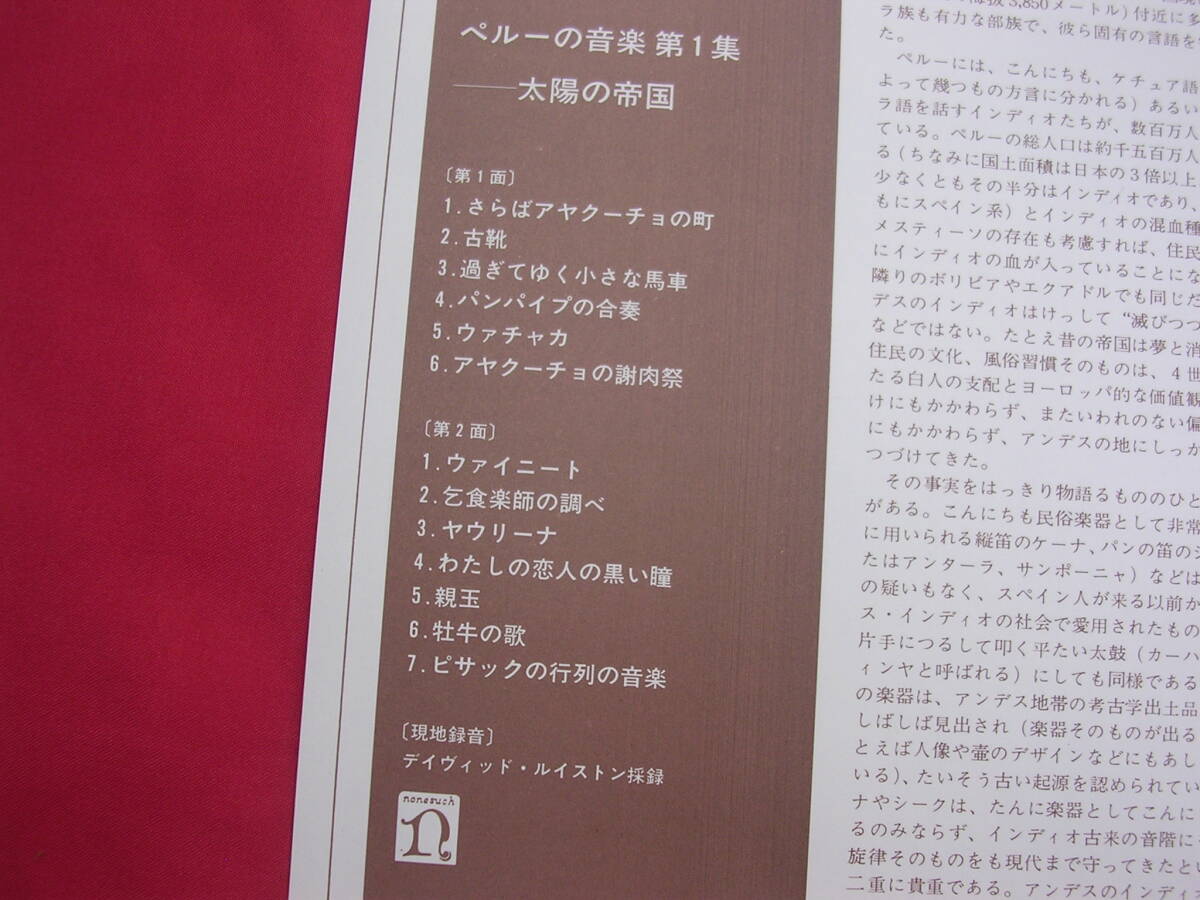 ペルーの音楽 第1集
――太陽の帝国
〔第1面〕
1.さらばアヤクーチョの町
2.古靴
3.過ぎてゆく小さな馬車
4.パンパイプの合奏
5.ウァチャカ
6.アヤクーチョの謝肉祭
〔第2面〕
1.ウァイニート
2.乞食楽師の調べ
3.ヤウリーナ
4.わたしの恋人の黒い瞳
5.親玉
6.牡牛の歌
7.ピサックの行列の音楽
〔現地録音〕
デイヴィッド・ルイストン採録
nonesuch
n
海抜3,850メートル)付近に多
ラ族も有力な部族で、彼ら固有の言語を
た。
ペルーには、こんにちも、ケチュア語
よって幾つもの方言に分かれる) あるい
ラ語を話すインディオたちが、数百万人
ている。ペルーの総人口は約千五百万人
る (ちなみに国土面積は日本の3倍以上
少なくともその半分はインディオであり、
もにスペイン系) とインディオの混血種
メスティーソの存在も考慮すれば、住民
にインディオの血が入っていることにな
隣りのボリビアやエクアドルでも同じた
デスのインディオはけっして“滅びつつ
などではない。たとえ昔の帝国は夢と消
住民の文化、風俗習慣そのものは、4世
たる白人の支配とヨーロッパ的な価値観
けにもかかわらず、またいわれのない偏
にもかかわらず、アンデスの地にしっか
つづけてきた。
その事実をはっきり物語るもののひと
がある。こんにちも民俗楽器として非常
に用いられる縦笛のケーナ、パンの笛のシ
たはアンターラ、サンポーニャ) などは
の疑いもなく、スペイン人が来る以前か
ス・インディオの社会で愛用されたもの
片手につるして叩く平たい太鼓 (カーハ
ィンヤと呼ばれる) にしても同様である
の楽器は、アンデス地帯の考古学出土品
しばしば見出され (楽器そのものが出る
とえば人像や壷のデザインなどにもあし
いる)、たいそう古い起源を認められてい
ナやシークは、たんに楽器としてこんに
るのみならず、インディオ古来の音階に
旋律そのものをも現代まで守ってきたと
二重に貴重である。アンデスのインディ